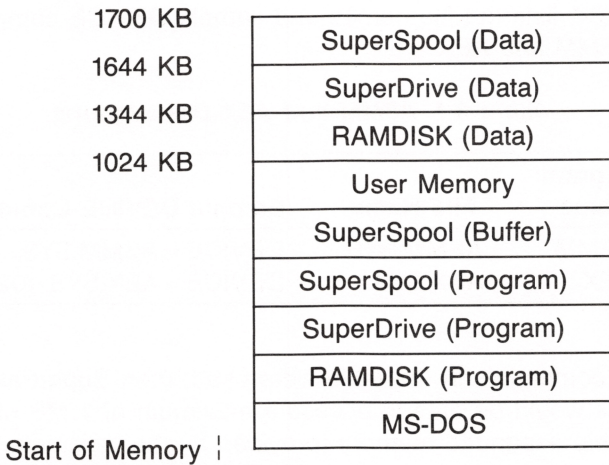 1700 KB
SuperSpool (Data)
1644 KB
SuperDrive (Data)
1344 KB
RAMDISK (Data)
1024 KB
User Memory
SuperSpool (Buffer)
SuperSpool (Program)
SuperDrive (Program)
RAMDISK (Program)
MS-DOS
Start of Memory